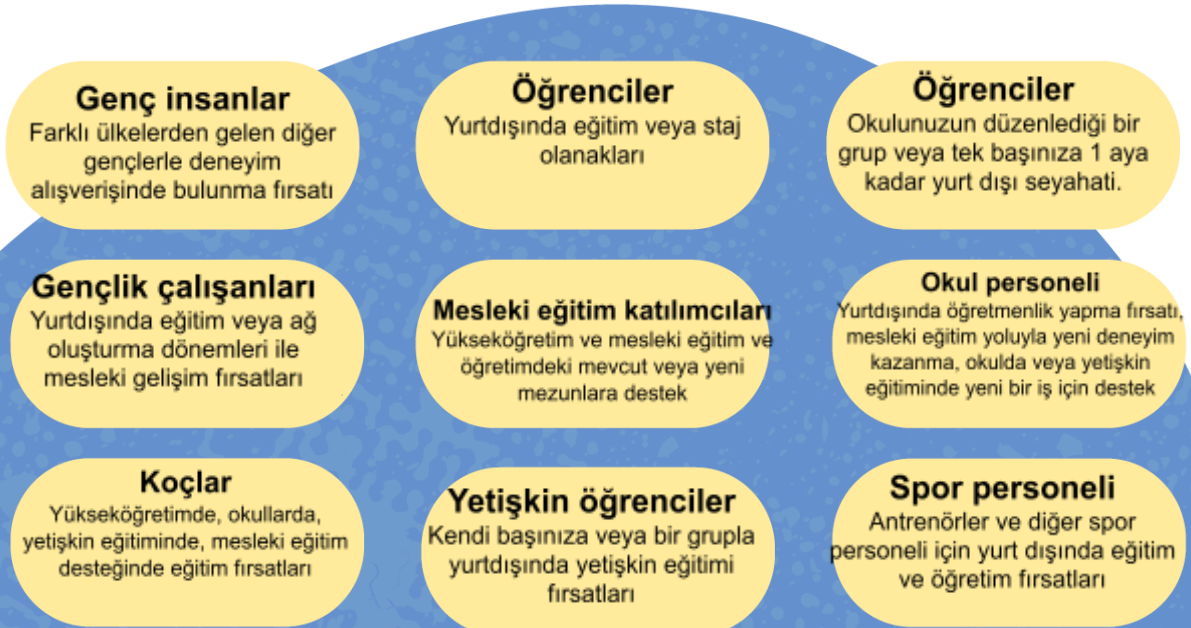 Genç insanlar
Farklı ülkelerden gelen diğer
gençlerle deneyim
alışverişinde bulunma fırsatı
Öğrenciler
Yurtdışında eğitim veya staj
olanakları
Öğrenciler
Okulunuzun düzenlediği bir
grup veya tek başınıza 1 aya
kadar yurt dışı seyahati.
Gençlik çalışanları
Yurtdışında eğitim veya ağ
oluşturma dönemleri ile
mesleki gelişim fırsatları
Mesleki eğitim katılımcıları
Yükseköğretim ve mesleki eğitim ve
öğretimdeki mevcut veya yeni
mezunlara destek
Okul personeli
Yurtdışında öğretmenlik yapma fırsatı,
mesleki eğitim yoluyla yeni deneyim
kazanma, okulda veya yetişkin
eğitiminde yeni bir iş için destek
Koçlar
Yükseköğretimde, okullarda,
yetişkin eğitiminde, mesleki eğitim
desteğinde eğitim fırsatları
Yetişkin öğrenciler
Kendi başınıza veya bir grupla
yurtdışında yetişkin eğitimi
fırsatları
Spor personeli
Antrenörler ve diğer spor
personeli için yurt dışında eğitim
ve öğretim fırsatları